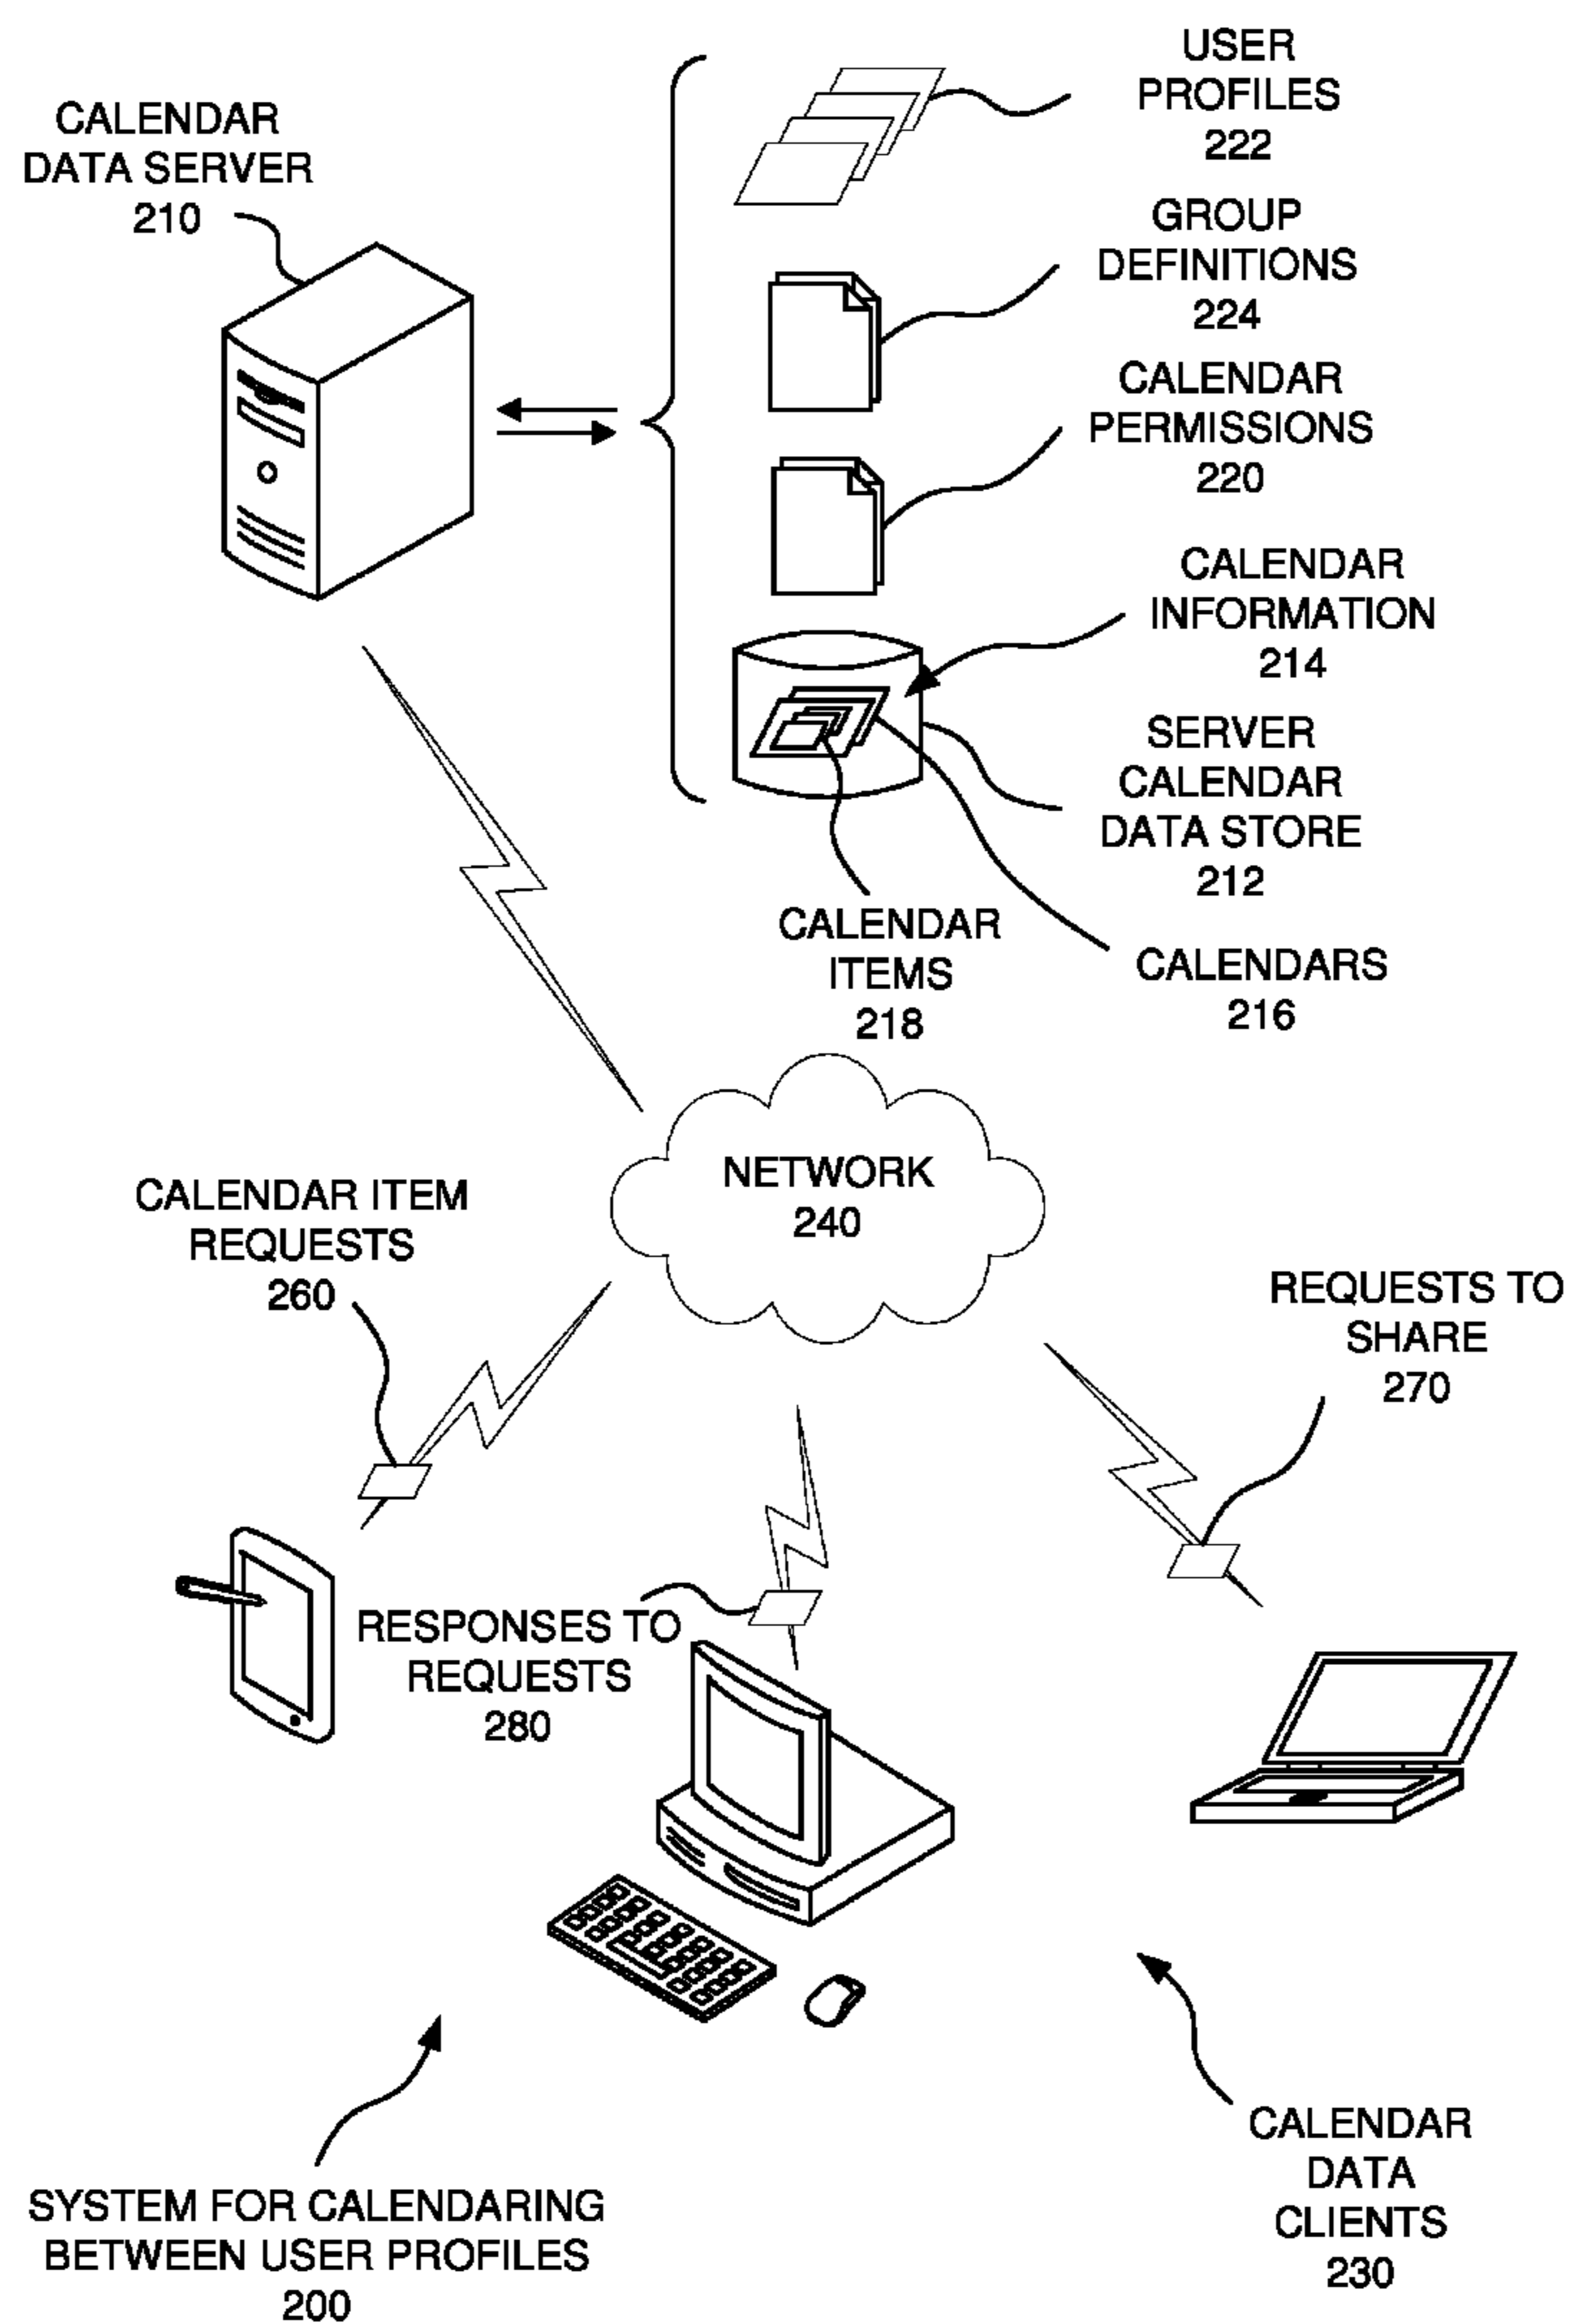 USER
PROFILES
222
CALENDAR
DATA SERVER
210
GROUP
DEFINITIONS
224
CALENDAR
PERMISSIONS
220
CALENDAR
INFORMATION
214
SERVER
CALENDAR
DATA STORE
212
CALENDAR
ITEMS
218
CALENDARS
216
NETWORK
240
CALENDAR ITEM
REQUESTS
260
REQUESTS TO
SHARE
270
RESPONSES TO
REQUESTS
280
CALENDAR
DATA
CLIENTS
230
SYSTEM FOR CALENDARING
BETWEEN USER PROFILES
200